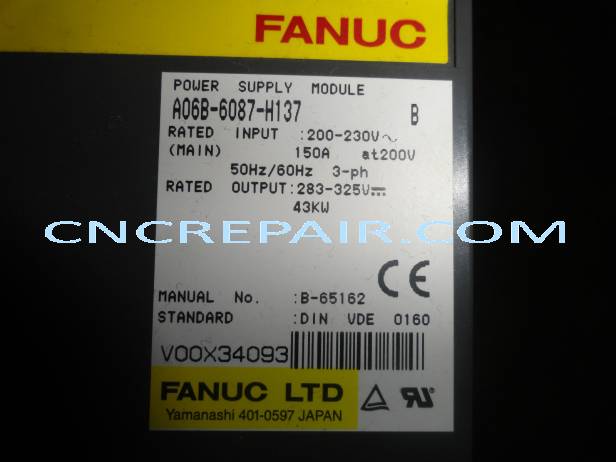 FANUC
POWER SUPPLY MODULE
A06B-6087-H137 B
RATED INPUT :200-230V~
(MAIN) 150A at200V
50Hz/60Hz 3-ph
RATED OUTPUT:283-325V⎓
43KW
CNCREPAIR.COM
CE
MANUAL No. :B-65162
STANDARD :DIN VDE 0160
V00X34093
FANUC LTD
Yamanashi 401-0597 JAPAN